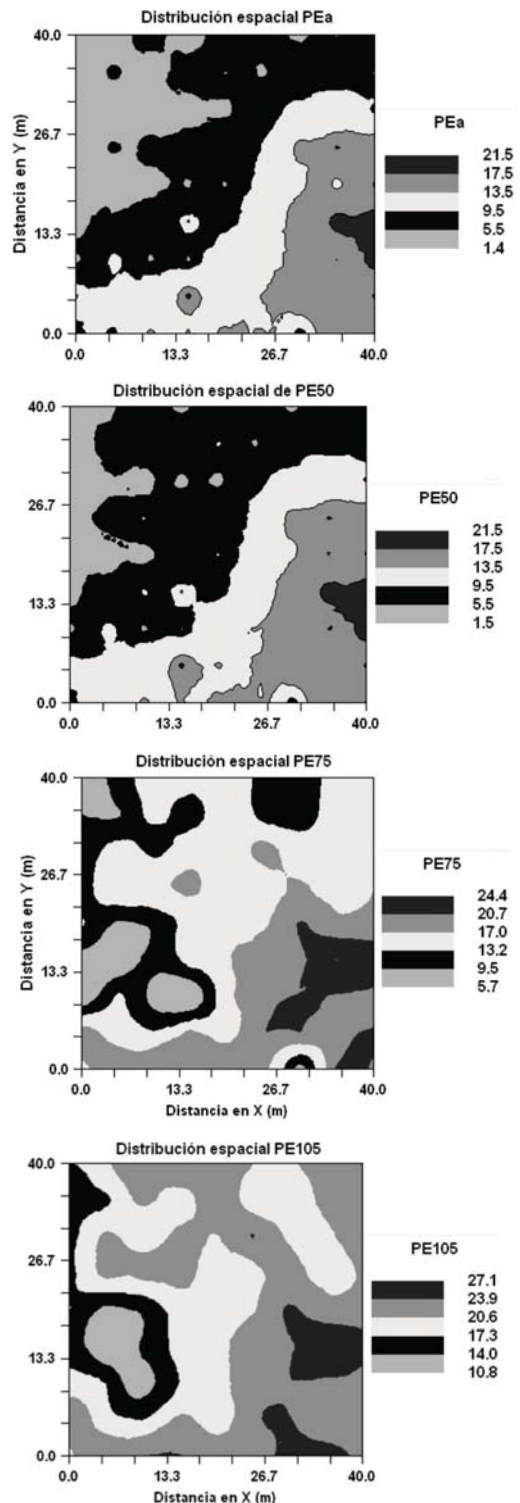 Distribución espacial PEa
40.0
26.7
13.3
0.0
Distancia en Y (m)
0.0 13.3 26.7 40.0
PEa
21.5
17.5
13.5
9.5
5.5
1.4
Distribución espacial de PE50
40.0
26.7
13.3
0.0
0.0 13.3 26.7 40.0
PE50
21.5
17.5
13.5
9.5
5.5
1.5
Distribución espacial PE75
40.0
26.7
13.3
0.0
Distancia en Y (m)
0.0 13.3 26.7 40.0
Distancia en X (m)
PE75
24.4
20.7
17.0
13.2
9.5
5.7
Distribución espacial PE105
40.0
26.7
13.3
0.0
0.0 13.3 26.7 40.0
Distancia en X (m)
PE105
27.1
23.9
20.6
17.3
14.0
10.8